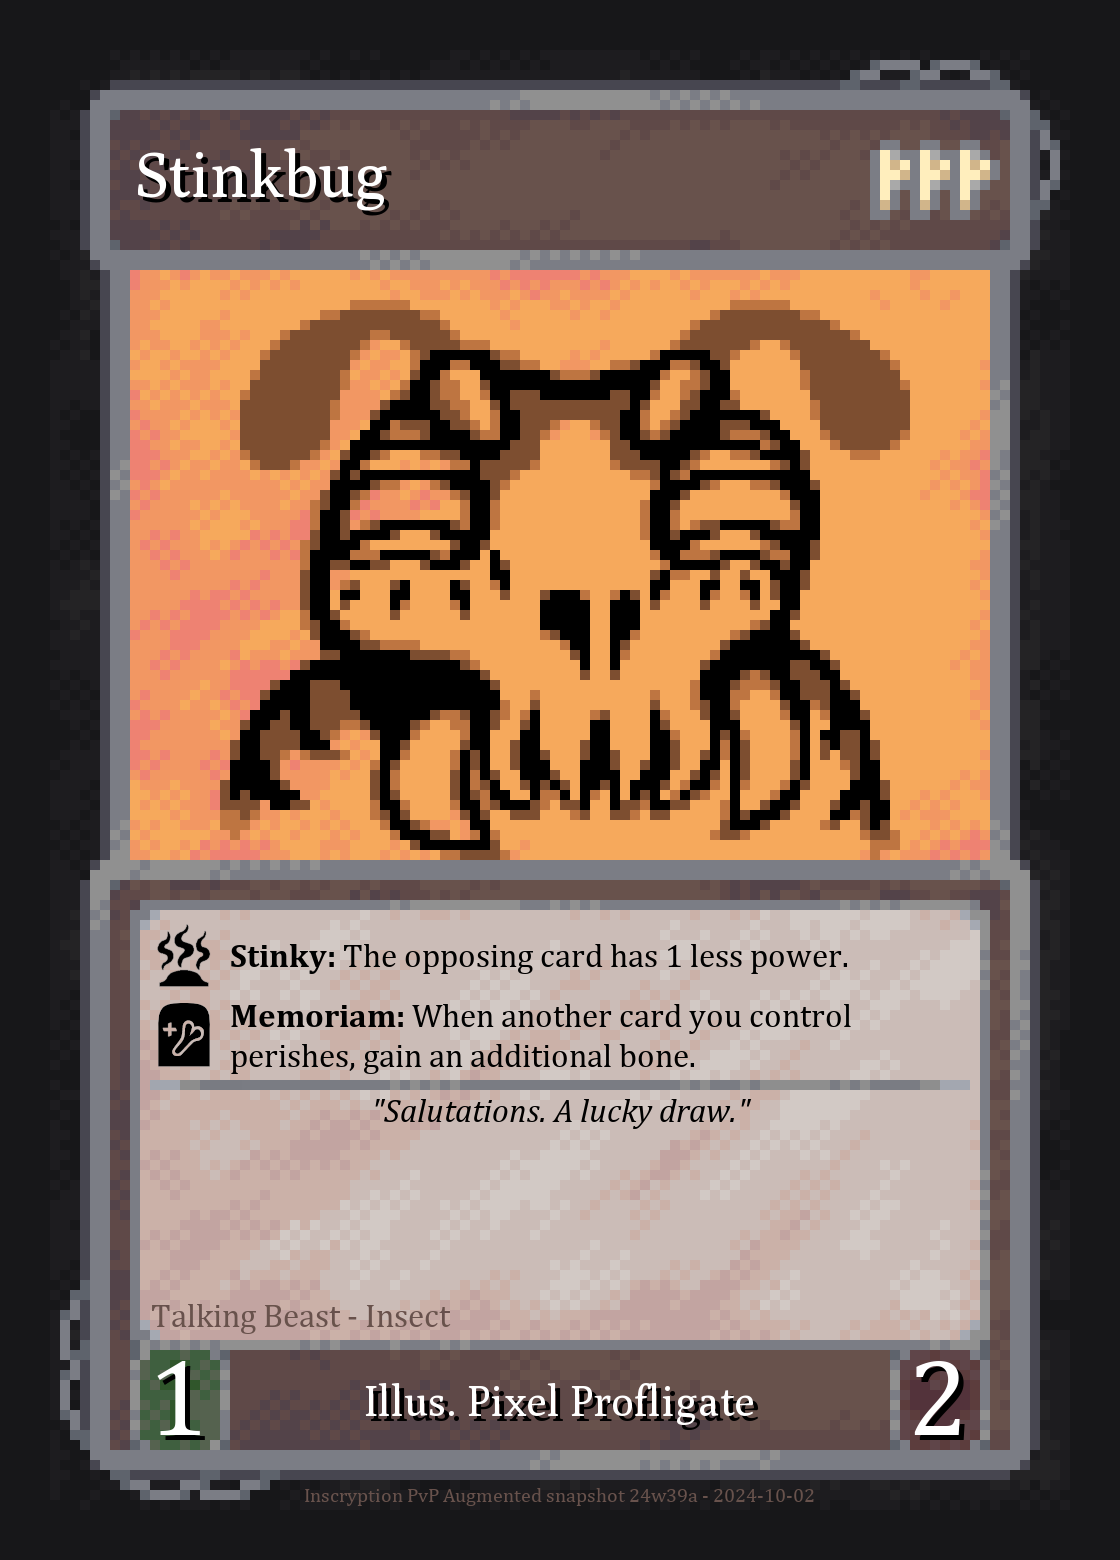 Stinkbug
Stinky: The opposing card has 1 less power.
Memoriam: When another card you control
perishes, gain an additional bone.
"Salutations. A lucky draw."
Talking Beast - Insect
1
Illus. Pixel Profligate
2
Inscryption PvP Augmented snapshot 24w39a - 2024-10-02